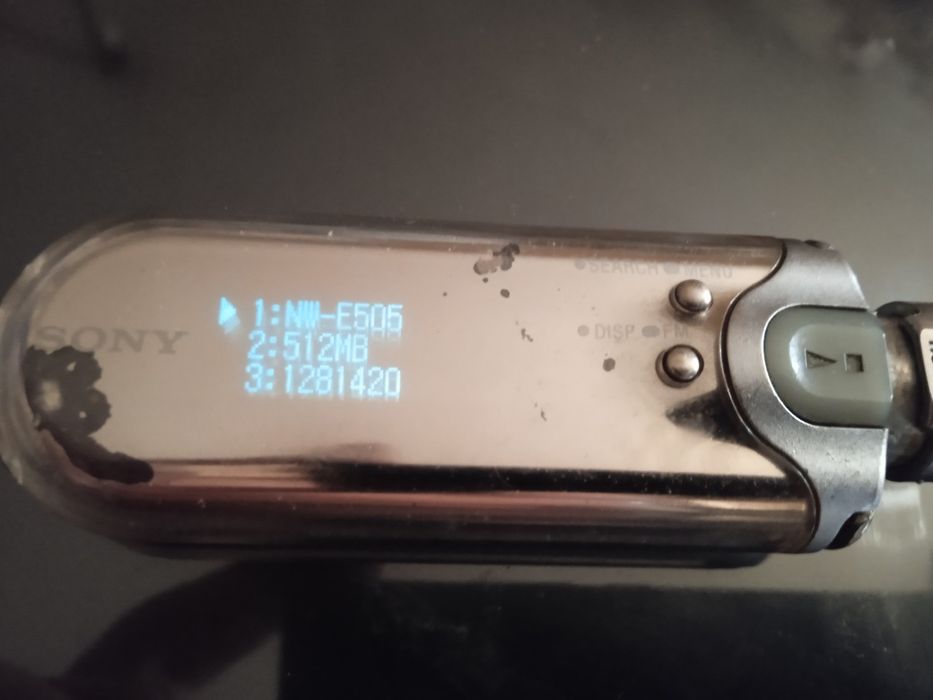 SONY
1:NW-E505
2:512MB
3:1281420
SEARCH MENU
DISP FM